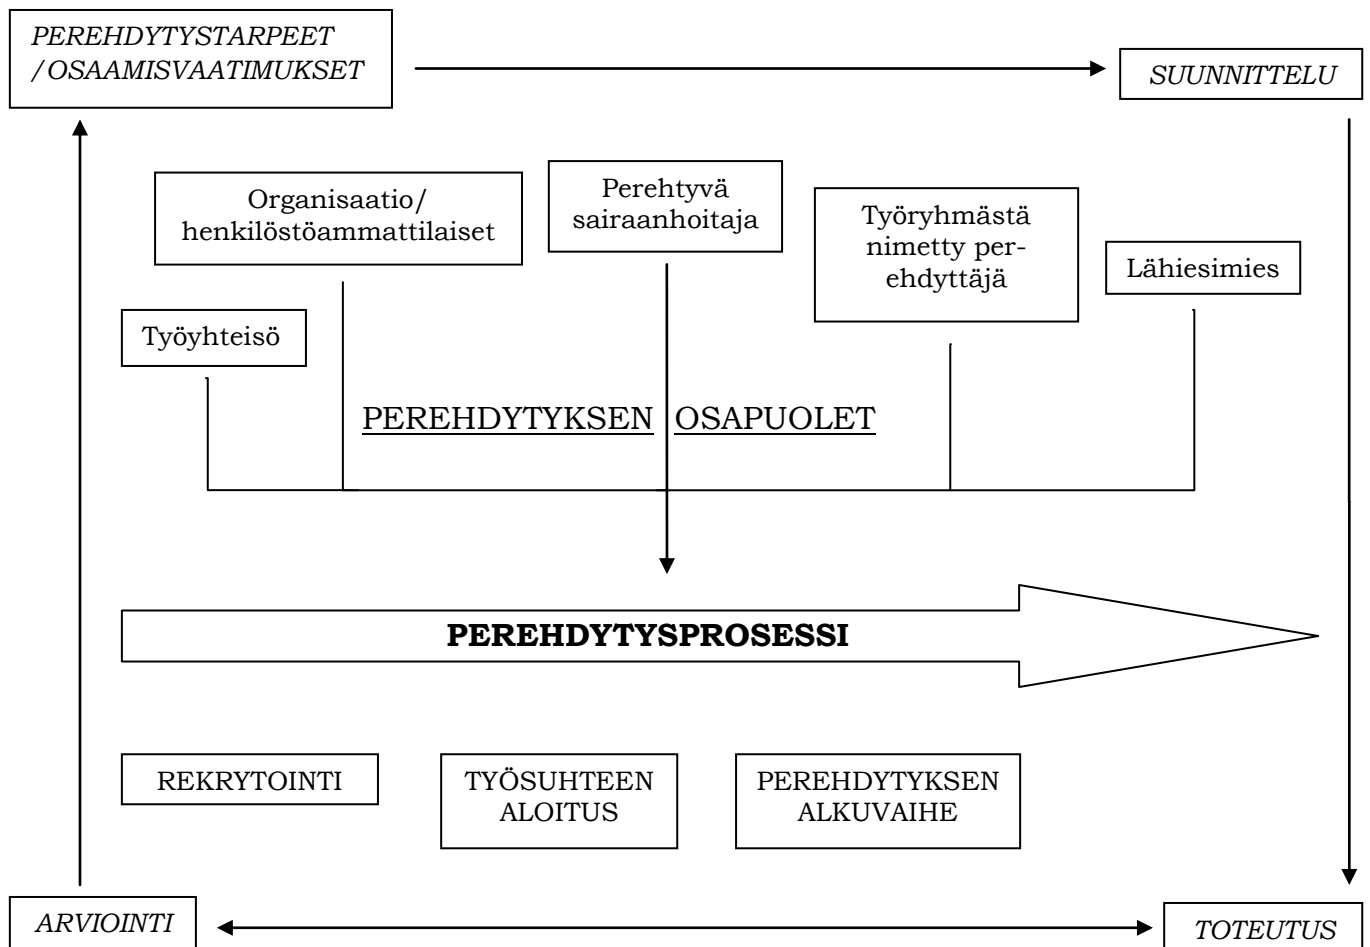 PEREHDYTYSTARPEET
/OSAAMISVAATIMUKSET
SUUNNITTELU
Organisaatio/
henkilöstöammattilaiset
Perehtyvä
sairaanhoitaja
Työryhmästä
nimetty per-
ehdyttäjä
Lähiesimies
Työyhteisö
PEREHDYTYKSEN OSAPUOLET
PEREHDYTYSPROSESSI
REKRYTOINTI
TYÖSUHTEEN
ALOITUS
PEREHDYTYKSEN
ALKUVAIHE
ARVIOINTI
TOTEUTUS